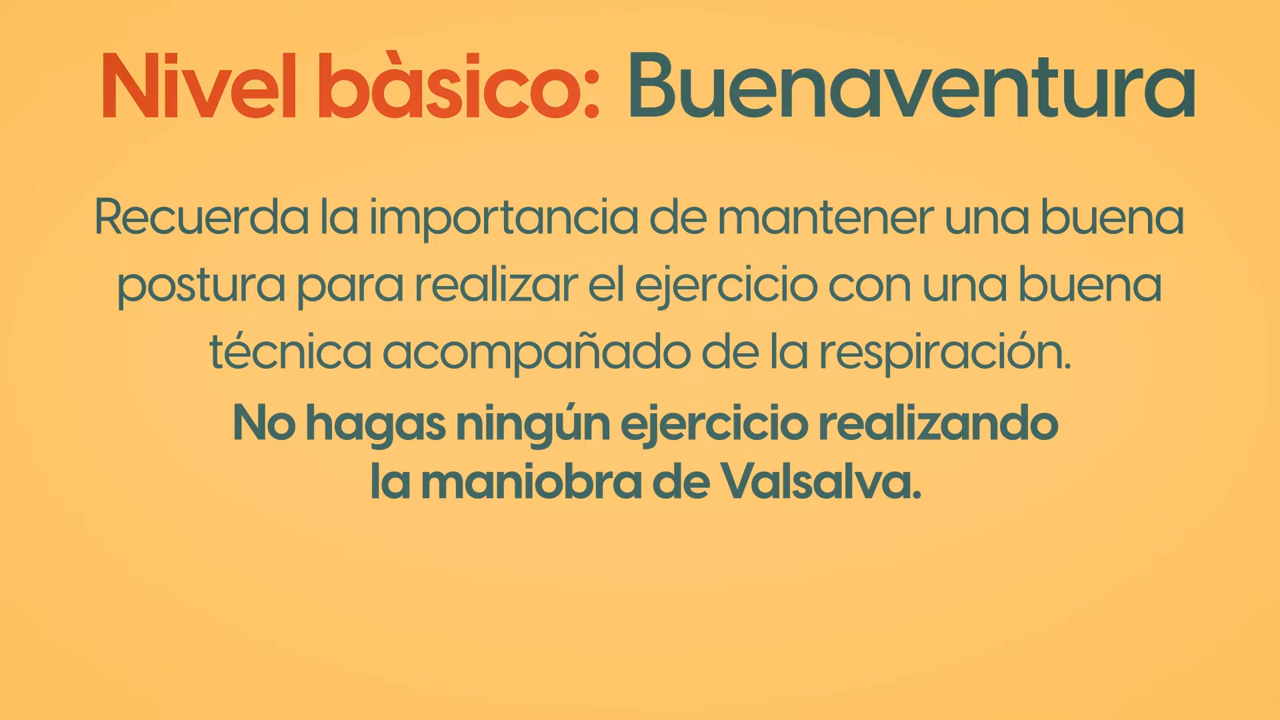 Nivel bàsico: Buenaventura
Recuerda la importancia de mantener una buena
postura para realizar el ejercicio con una buena
técnica acompañado de la respiración.
No hagas ningún ejercicio realizando
la maniobra de Valsalva.